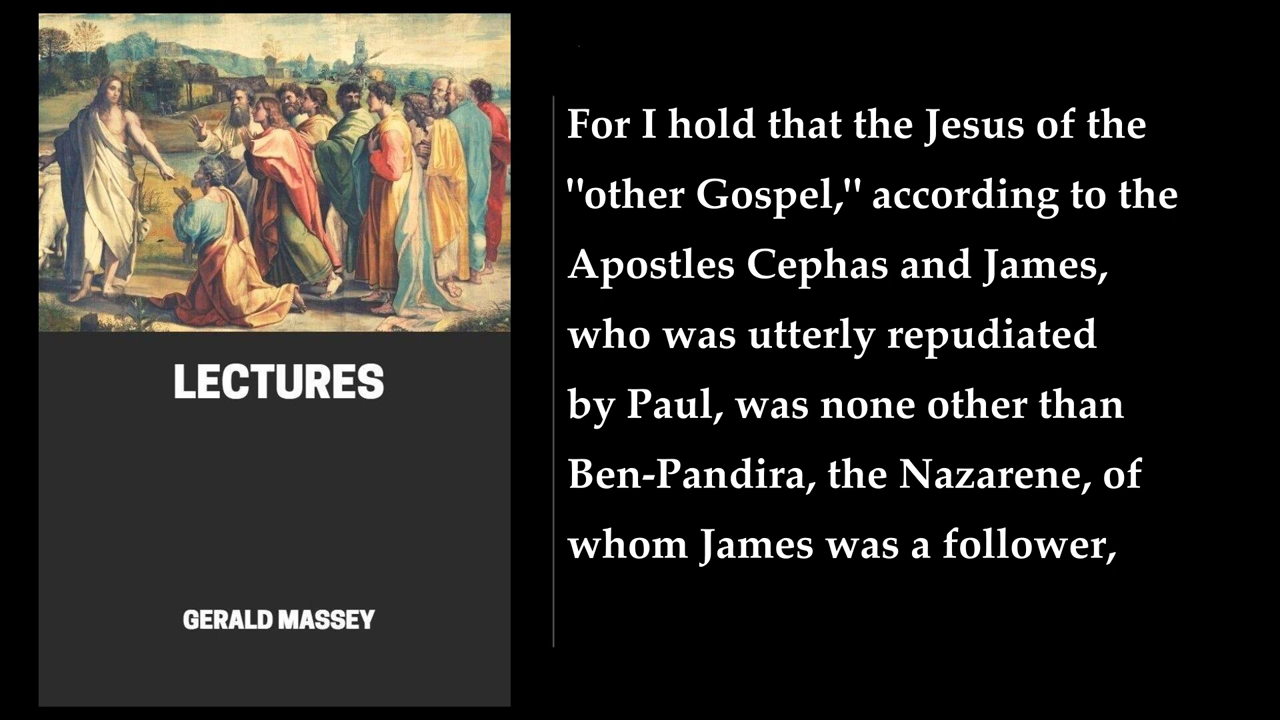 LECTURES
GERALD MASSEY
For I hold that the Jesus of the
"other Gospel," according to the
Apostles Cephas and James,
who was utterly repudiated
by Paul, was none other than
Ben-Pandira, the Nazarene, of
whom James was a follower,